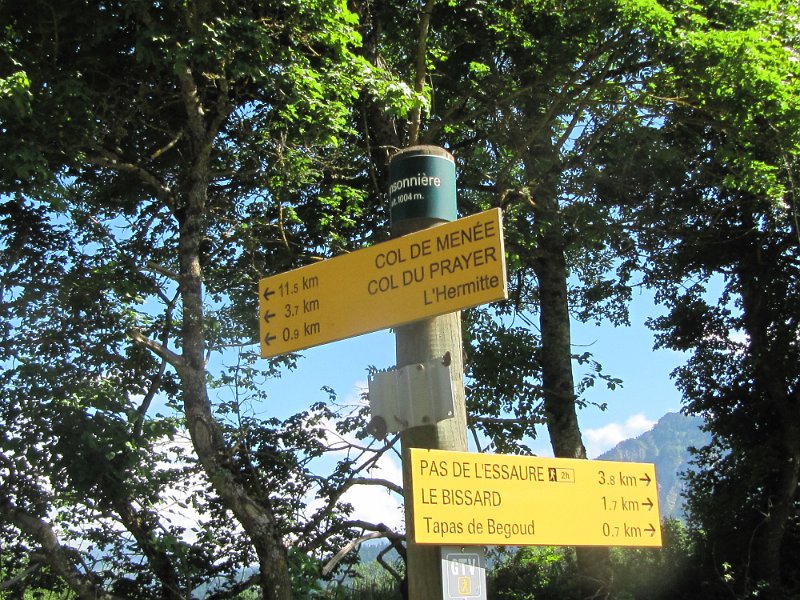 nsonnière
alt. 1004 m.
COL DE MENÉE ← 11.5 km
COL DU PRAYER ← 3.7 km
L'Hermitte ← 0.9 km
PAS DE L'ESSAURE 2h 3.8 km →
LE BISSARD 1.7 km →
Tapas de Begoud 0.7 km →
GTV